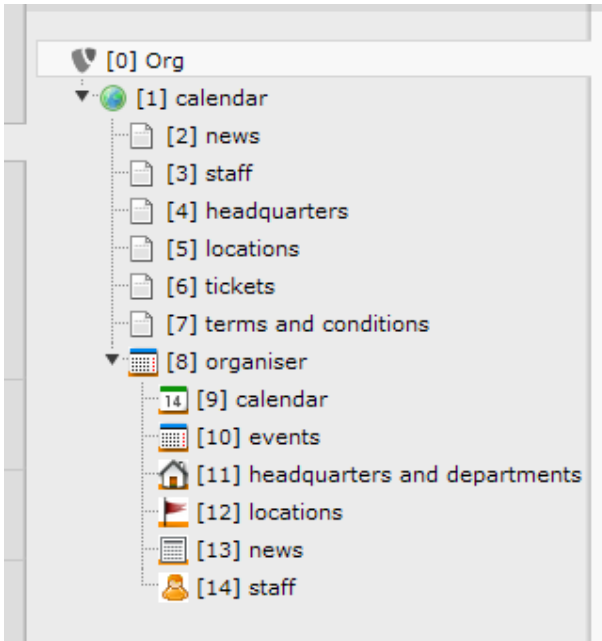 [0] Org
[1] calendar
[2] news
[3] staff
[4] headquarters
[5] locations
[6] tickets
[7] terms and conditions
[8] organiser
14 [9] calendar
[10] events
[11] headquarters and departments
[12] locations
[13] news
[14] staff